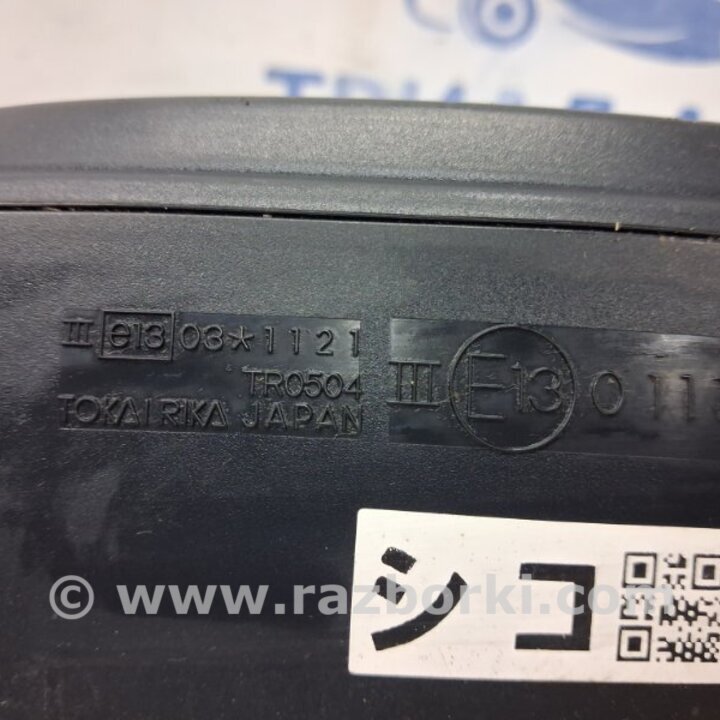 III e13 03*1121
TR0504
TOKAI RIKA JAPAN
III E13 0 11
シコ
© www.razborki.com